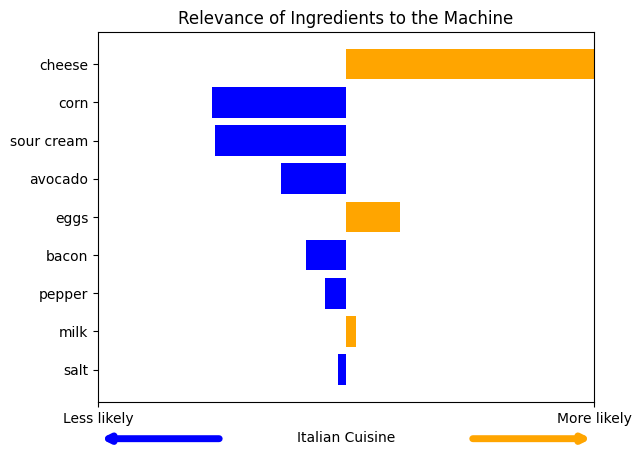 Relevance of Ingredients to the Machine
cheese
corn
sour cream
avocado
eggs
bacon
pepper
milk
salt
Less likely
More likely
Italian Cuisine